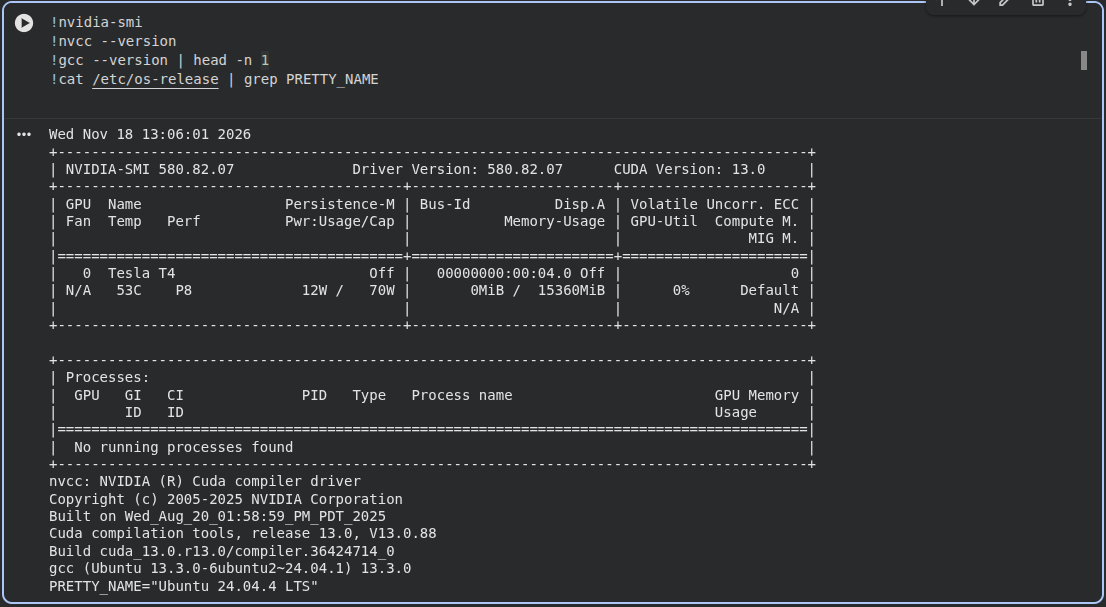 !nvidia-smi
!nvcc --version
!gcc --version | head -n 1
!cat /etc/os-release | grep PRETTY_NAME
Wed Nov 18 13:06:01 2026
+-----------------------------------------------------------------------------------------+
| NVIDIA-SMI 580.82.07              Driver Version: 580.82.07      CUDA Version: 13.0     |
+-----------------------------------------+------------------------+----------------------+
| GPU  Name                 Persistence-M | Bus-Id          Disp.A | Volatile Uncorr. ECC |
| Fan  Temp   Perf          Pwr:Usage/Cap |           Memory-Usage | GPU-Util  Compute M. |
|                                         |                        |               MIG M. |
|=========================================+========================+======================|
|   0  Tesla T4                       Off |   00000000:00:04.0 Off |                    0 |
| N/A   53C    P8             12W /   70W |       0MiB /  15360MiB |      0%      Default |
|                                         |                        |                  N/A |
+-----------------------------------------+------------------------+----------------------+
+-----------------------------------------------------------------------------------------+
| Processes:                                                                              |
|  GPU   GI   CI              PID   Type   Process name                        GPU Memory |
|        ID   ID                                                               Usage      |
|=========================================================================================|
|  No running processes found                                                             |
+-----------------------------------------------------------------------------------------+
nvcc: NVIDIA (R) Cuda compiler driver
Copyright (c) 2005-2025 NVIDIA Corporation
Built on Wed_Aug_20_01:58:59_PM_PDT_2025
Cuda compilation tools, release 13.0, V13.0.88
Build cuda_13.0.r13.0/compiler.36424714_0
gcc (Ubuntu 13.3.0-6ubuntu2~24.04.1) 13.3.0
PRETTY_NAME="Ubuntu 24.04.4 LTS"